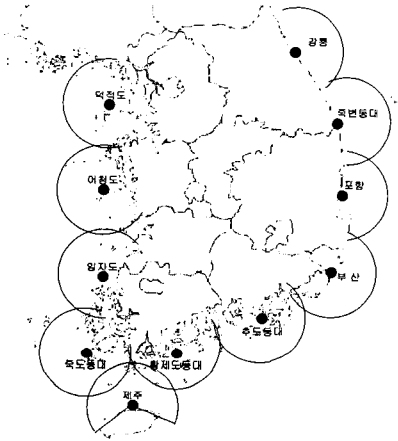 강릉
덕적도
죽변등대
어청도
포항
임자도
부산
추도등대
죽도등대
황제도등대
제주